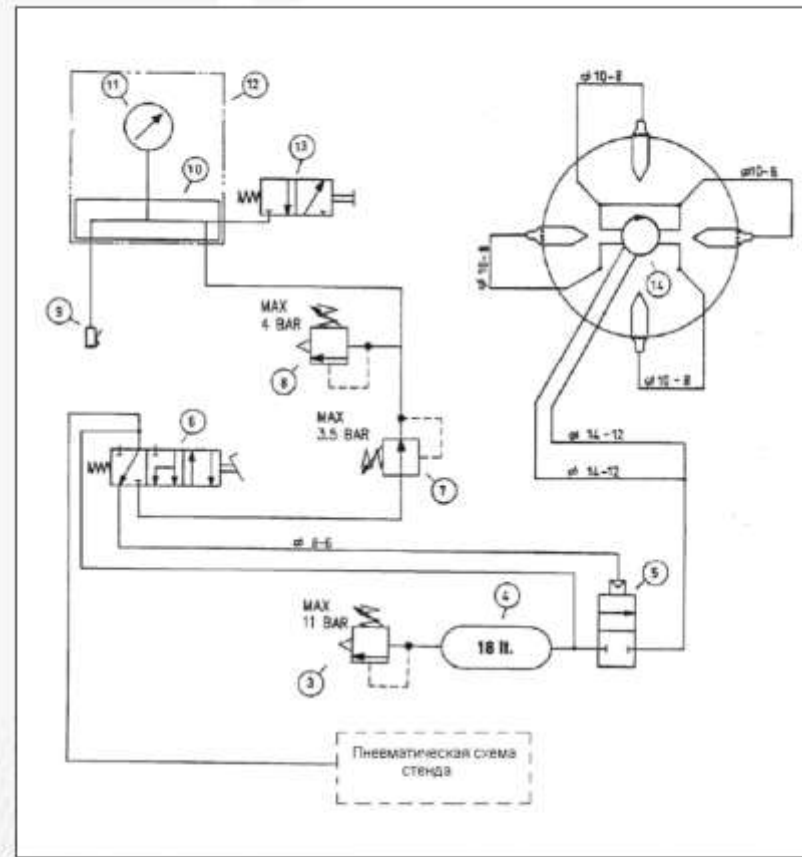 ø 10-8
11
12
13
10
ø10-8
9
MAX
4 BAR
8
14
ø 10-8
ø 10-8
6
MAX
3,5 BAR
7
ø 14-12
ø 14-12
ø 8-6
5
4
MAX
11 BAR
18 lt.
3
Пневматическая схема
стенда